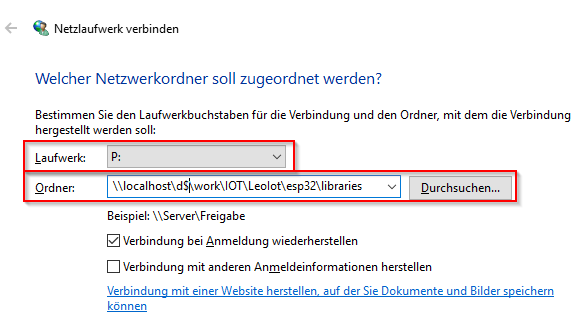 Netzlaufwerk verbinden
Welcher Netzwerkordner soll zugeordnet werden?
Bestimmen Sie den Laufwerkbuchstaben für die Verbindung und den Ordner, mit dem die Verbindung
hergestellt werden soll:
Laufwerk: P:
Ordner: \\localhost\d$\work\IOT\LeoIot\esp32\libraries Durchsuchen...
Beispiel: \\Server\Freigabe
Verbindung bei Anmeldung wiederherstellen
Verbindung mit anderen Anmeldeinformationen herstellen
Verbindung mit einer Website herstellen, auf der Sie Dokumente und Bilder speichern
können